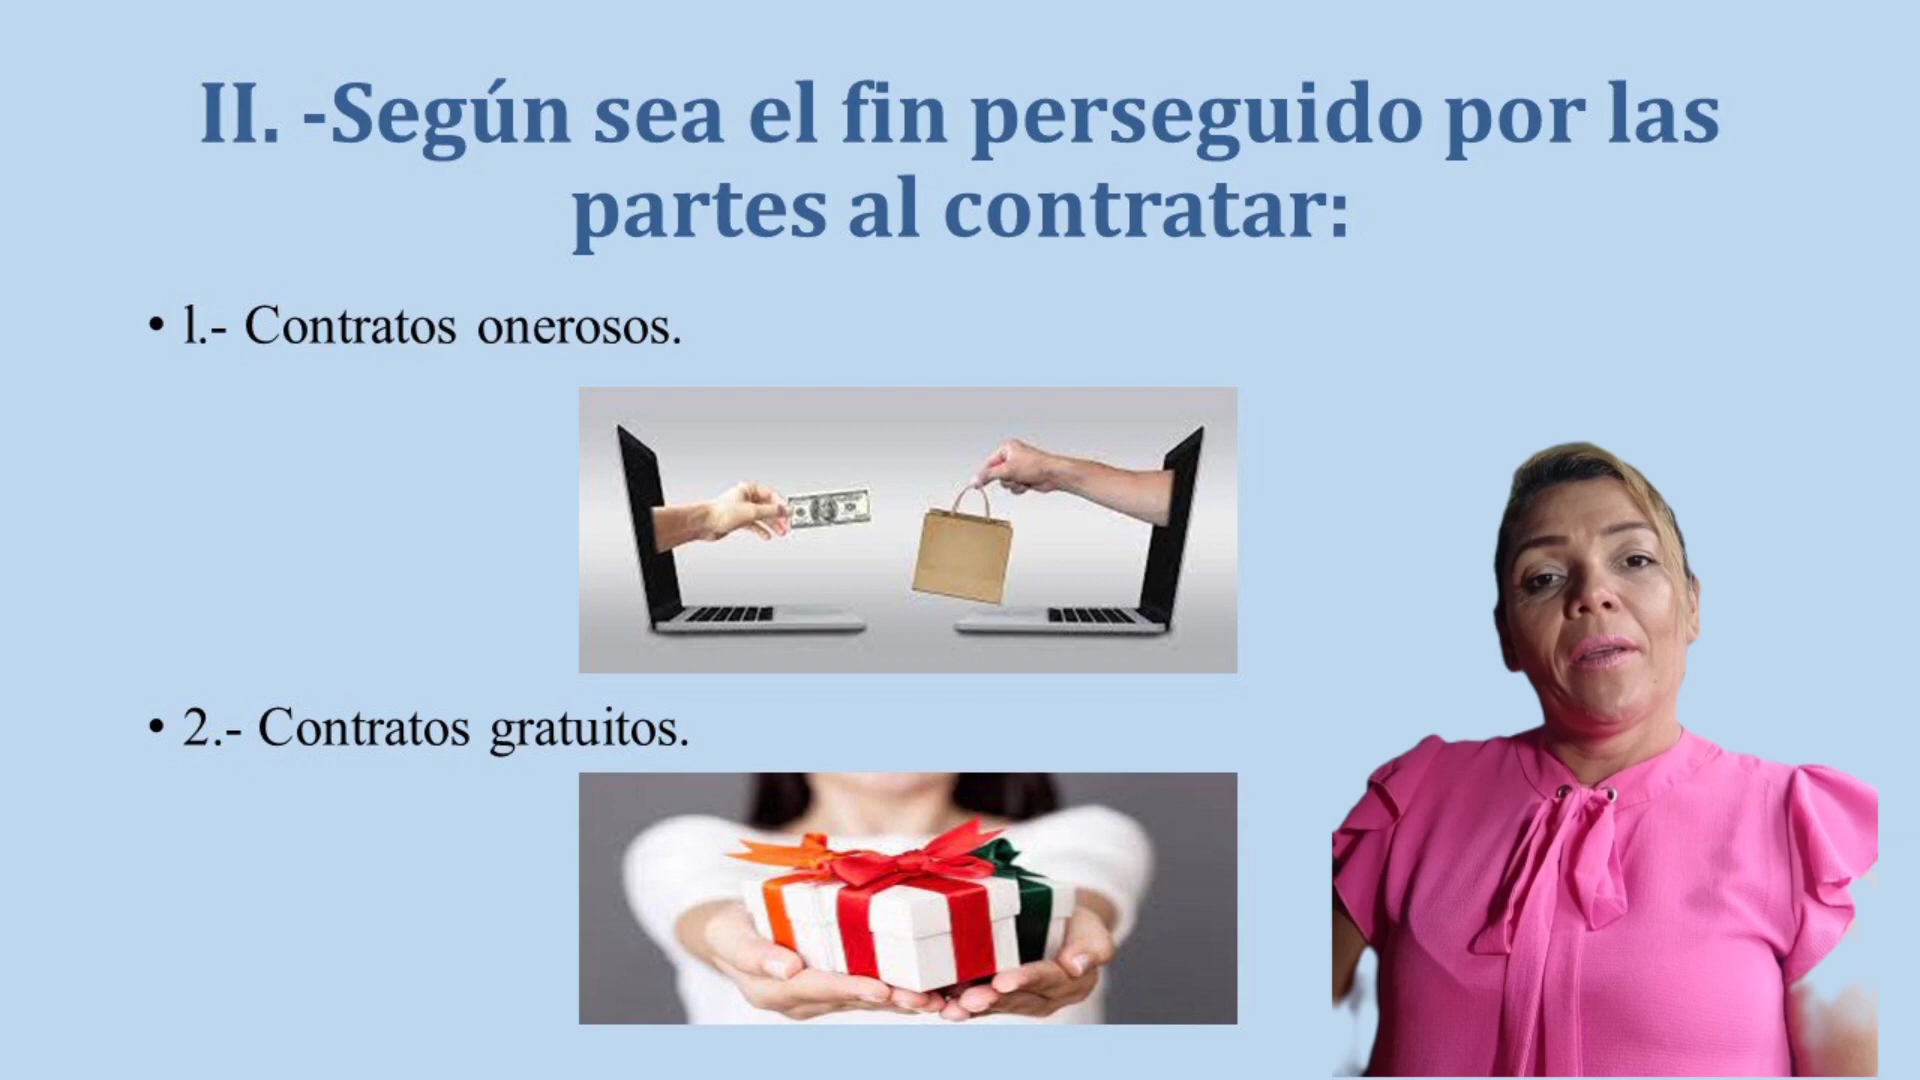 II. -Según sea el fin perseguido por las
partes al contratar:
• l.- Contratos onerosos.
• 2.- Contratos gratuitos.